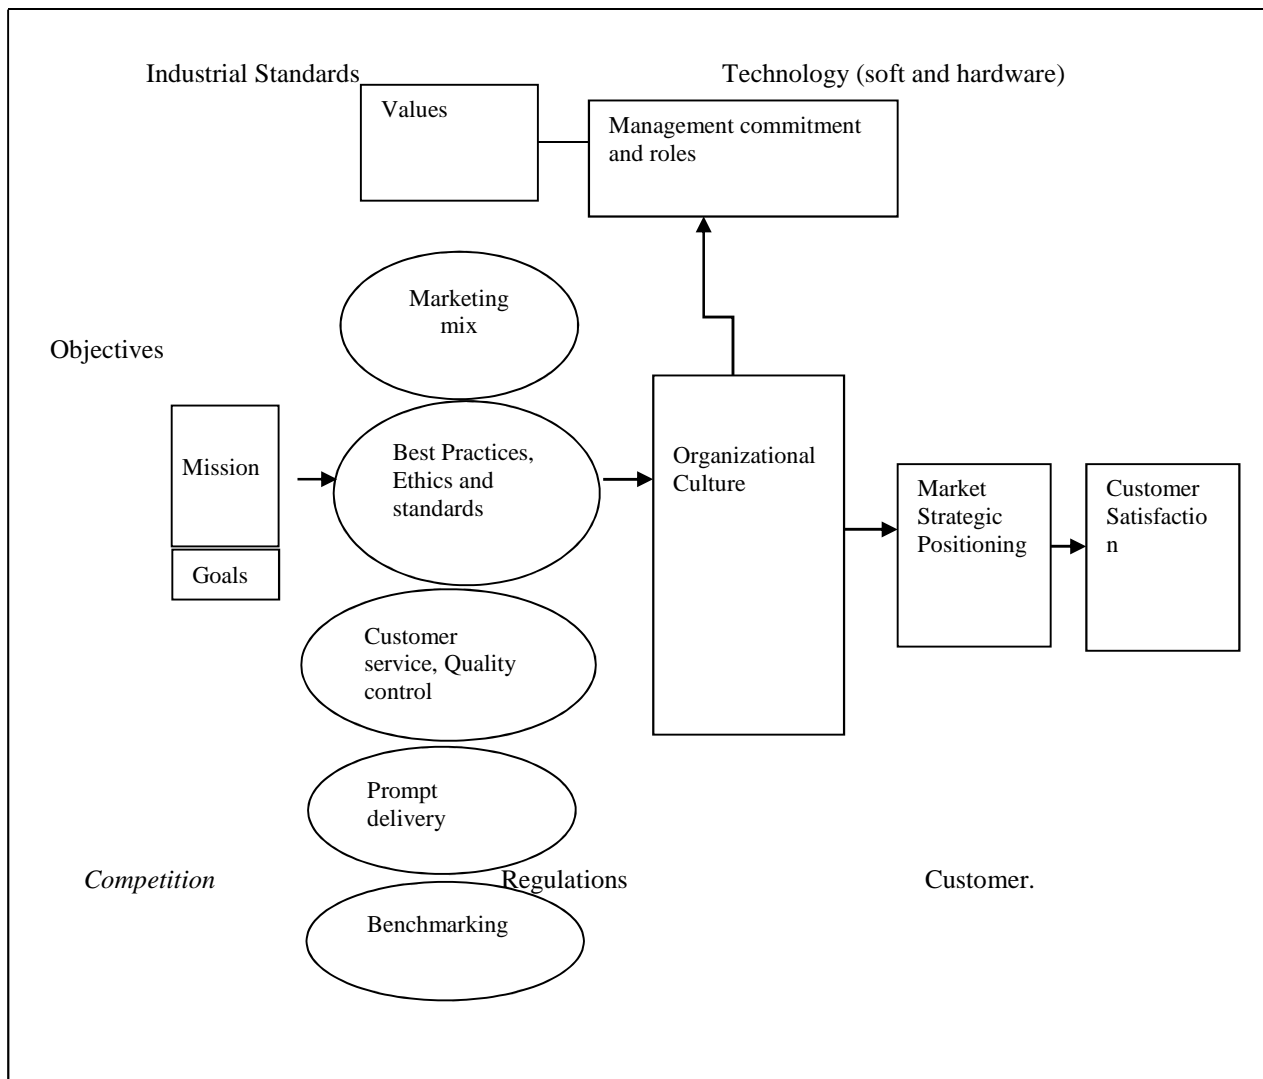 Industrial Standards
Technology (soft and hardware)
Values
Management commitment
and roles
Marketing
mix
Objectives
Mission
Best Practices,
Ethics and
standards
Organizational
Culture
Market
Strategic
Positioning
Customer
Satisfactio
n
Goals
Customer
service, Quality
control
Prompt
delivery
Competition
Regulations
Customer.
Benchmarking